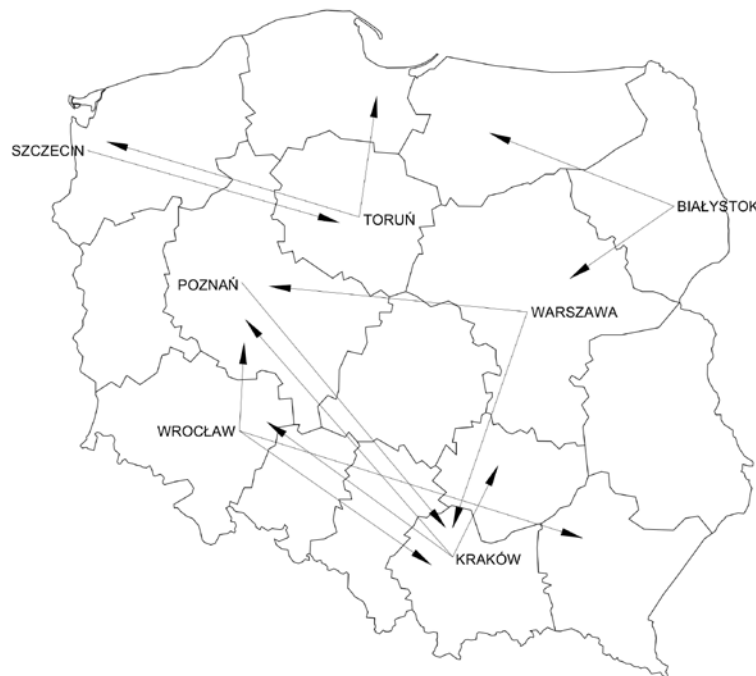 SZCZECIN
TORUŃ
BIAŁYSTOK
POZNAŃ
WARSZAWA
WROCŁAW
KRAKÓW